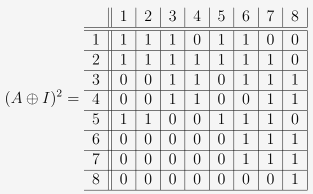 1 2 3 4 5 6 7 8
1 1 1 1 0 1 1 0 0
2 1 1 1 1 1 1 1 0
3 0 0 1 1 0 1 1 1
(A ⊕ I)² = 4 0 0 1 1 0 0 1 1
5 1 1 0 0 1 1 1 0
6 0 0 0 0 0 1 1 1
7 0 0 0 0 0 1 1 1
8 0 0 0 0 0 0 0 1